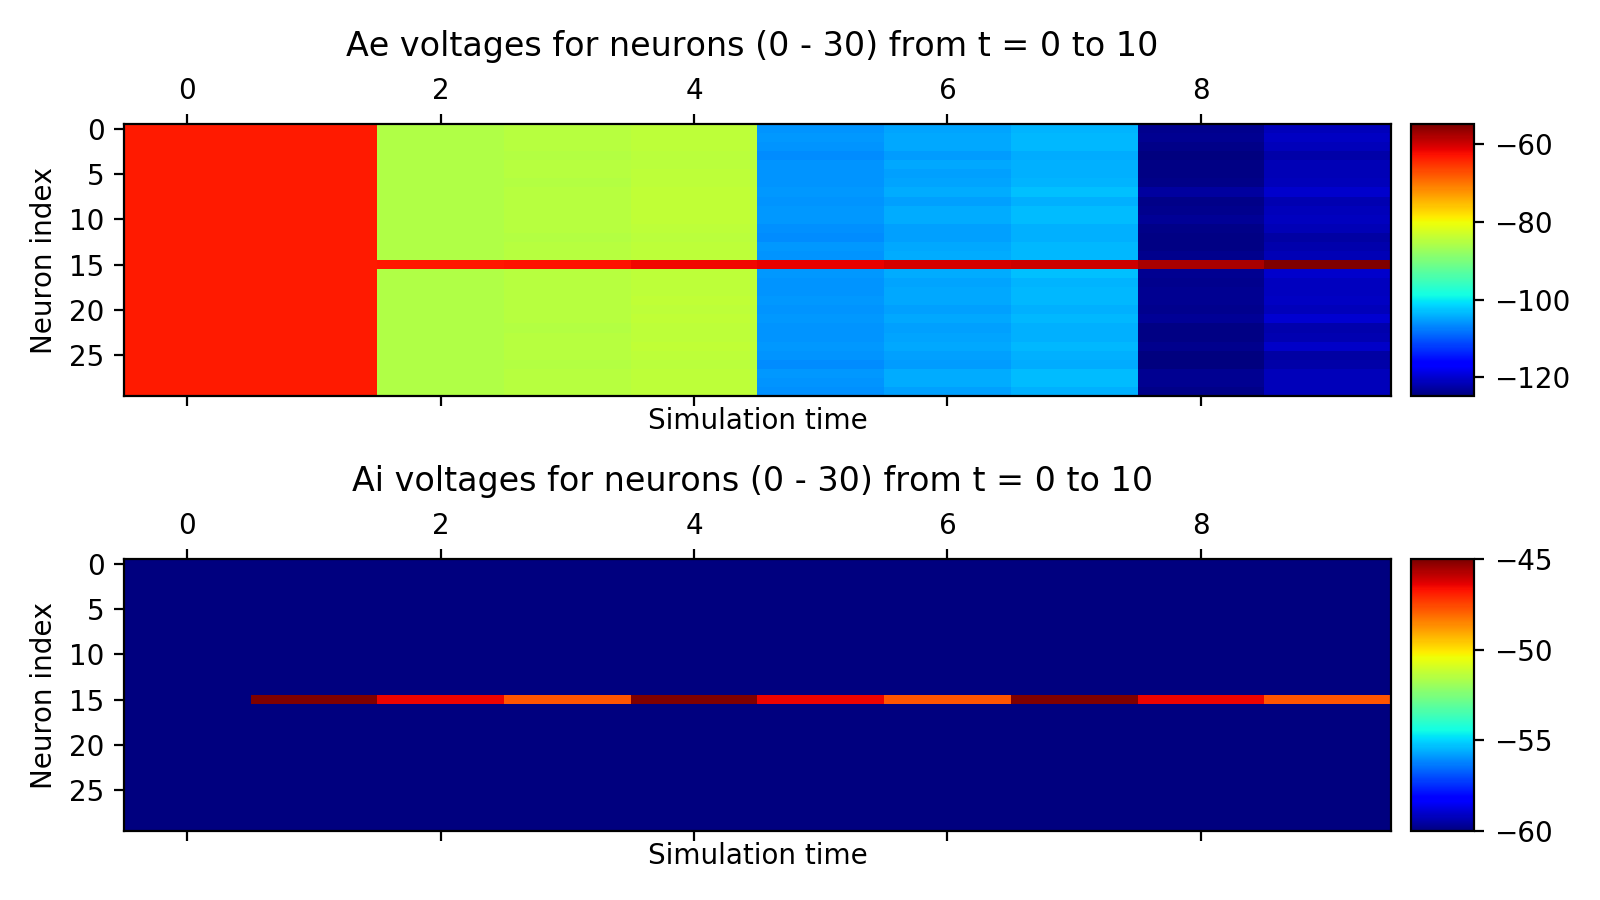 Ae voltages for neurons (0 - 30) from t = 0 to 10
0 2 4 6 8
Neuron index
0
5
10
15
20
25
−60
−80
−100
−120
Simulation time
Ai voltages for neurons (0 - 30) from t = 0 to 10
0 2 4 6 8
Neuron index
0
5
10
15
20
25
−45
−50
−55
−60
Simulation time